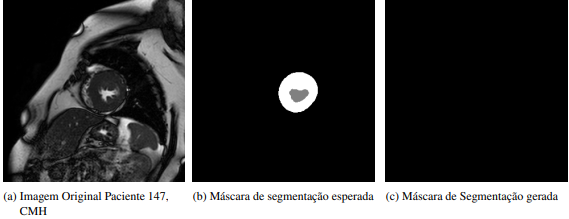 (a) Imagem Original Paciente 147,
CMH
(b) Máscara de segmentação esperada
(c) Máscara de Segmentação gerada